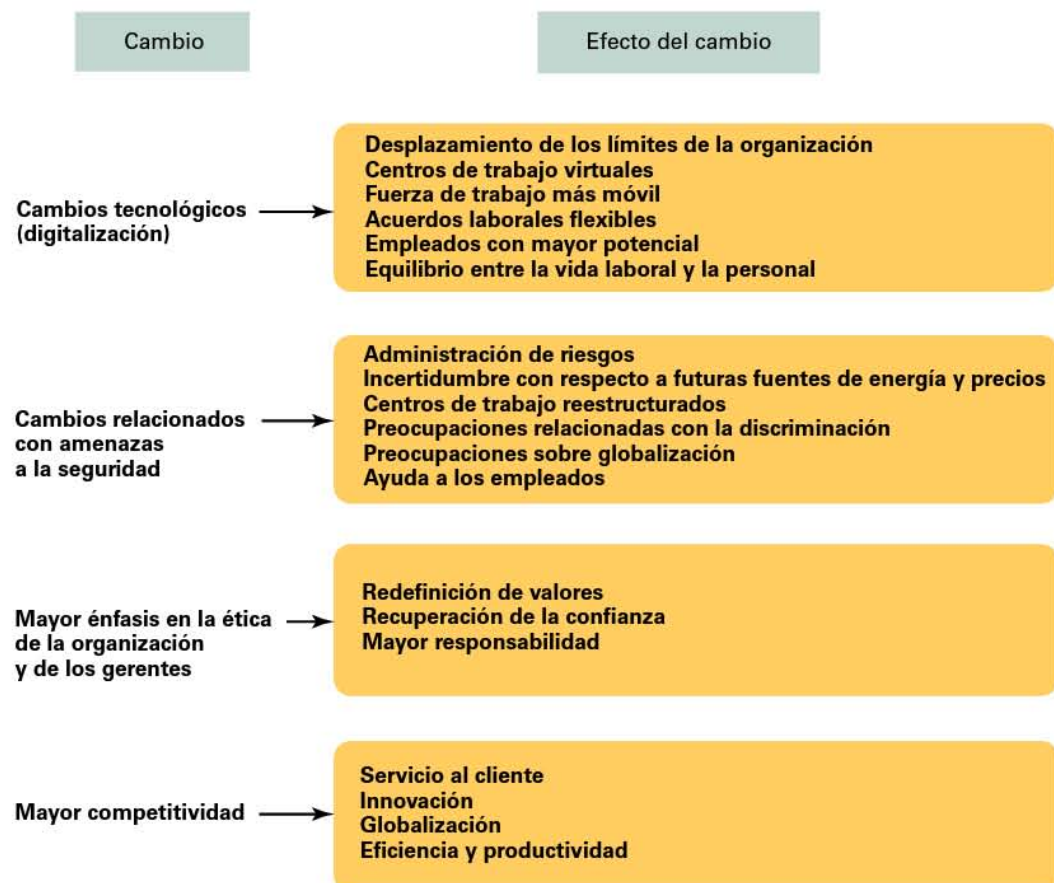 Cambio
Efecto del cambio
Cambios tecnológicos
(digitalización)
Desplazamiento de los límites de la organización
Centros de trabajo virtuales
Fuerza de trabajo más móvil
Acuerdos laborales flexibles
Empleados con mayor potencial
Equilibrio entre la vida laboral y la personal
Cambios relacionados
con amenazas
a la seguridad
Administración de riesgos
Incertidumbre con respecto a futuras fuentes de energía y precios
Centros de trabajo reestructurados
Preocupaciones relacionadas con la discriminación
Preocupaciones sobre globalización
Ayuda a los empleados
Mayor énfasis en la ética
de la organización
y de los gerentes
Redefinición de valores
Recuperación de la confianza
Mayor responsabilidad
Mayor competitividad
Servicio al cliente
Innovación
Globalización
Eficiencia y productividad